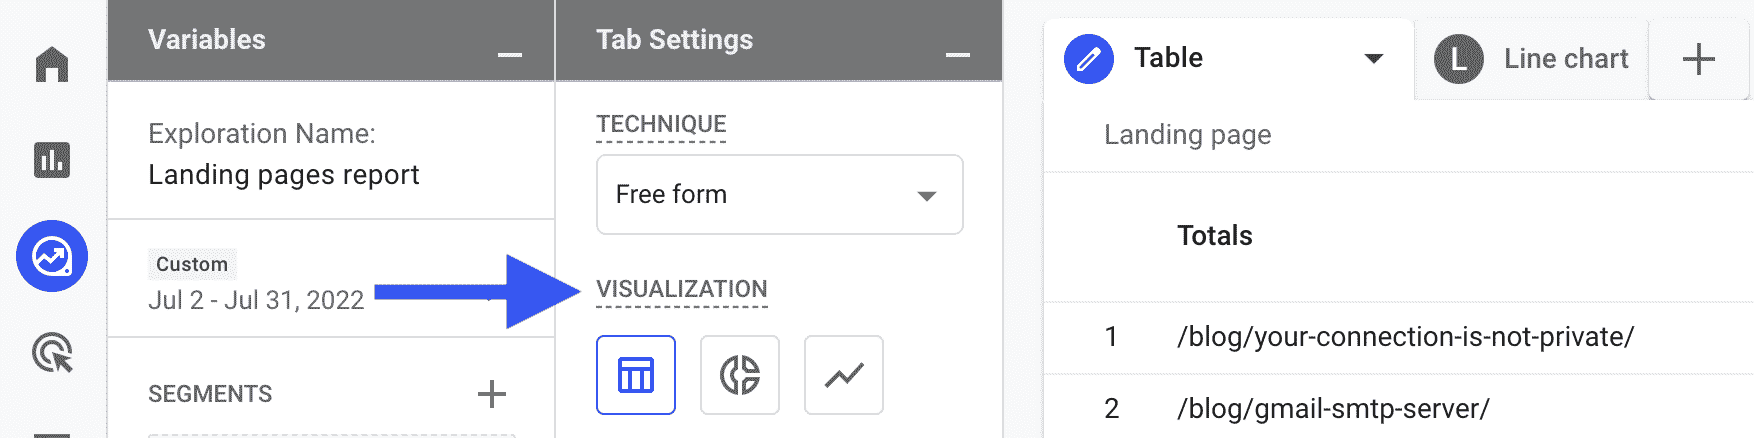 Variables
Exploration Name:
Landing pages report
Custom
Jul 2 - Jul 31, 2022
SEGMENTS
Tab Settings
TECHNIQUE
Free form
VISUALIZATION
Table
L Line chart
Landing page
Totals
1 /blog/your-connection-is-not-private/
2 /blog/gmail-smtp-server/